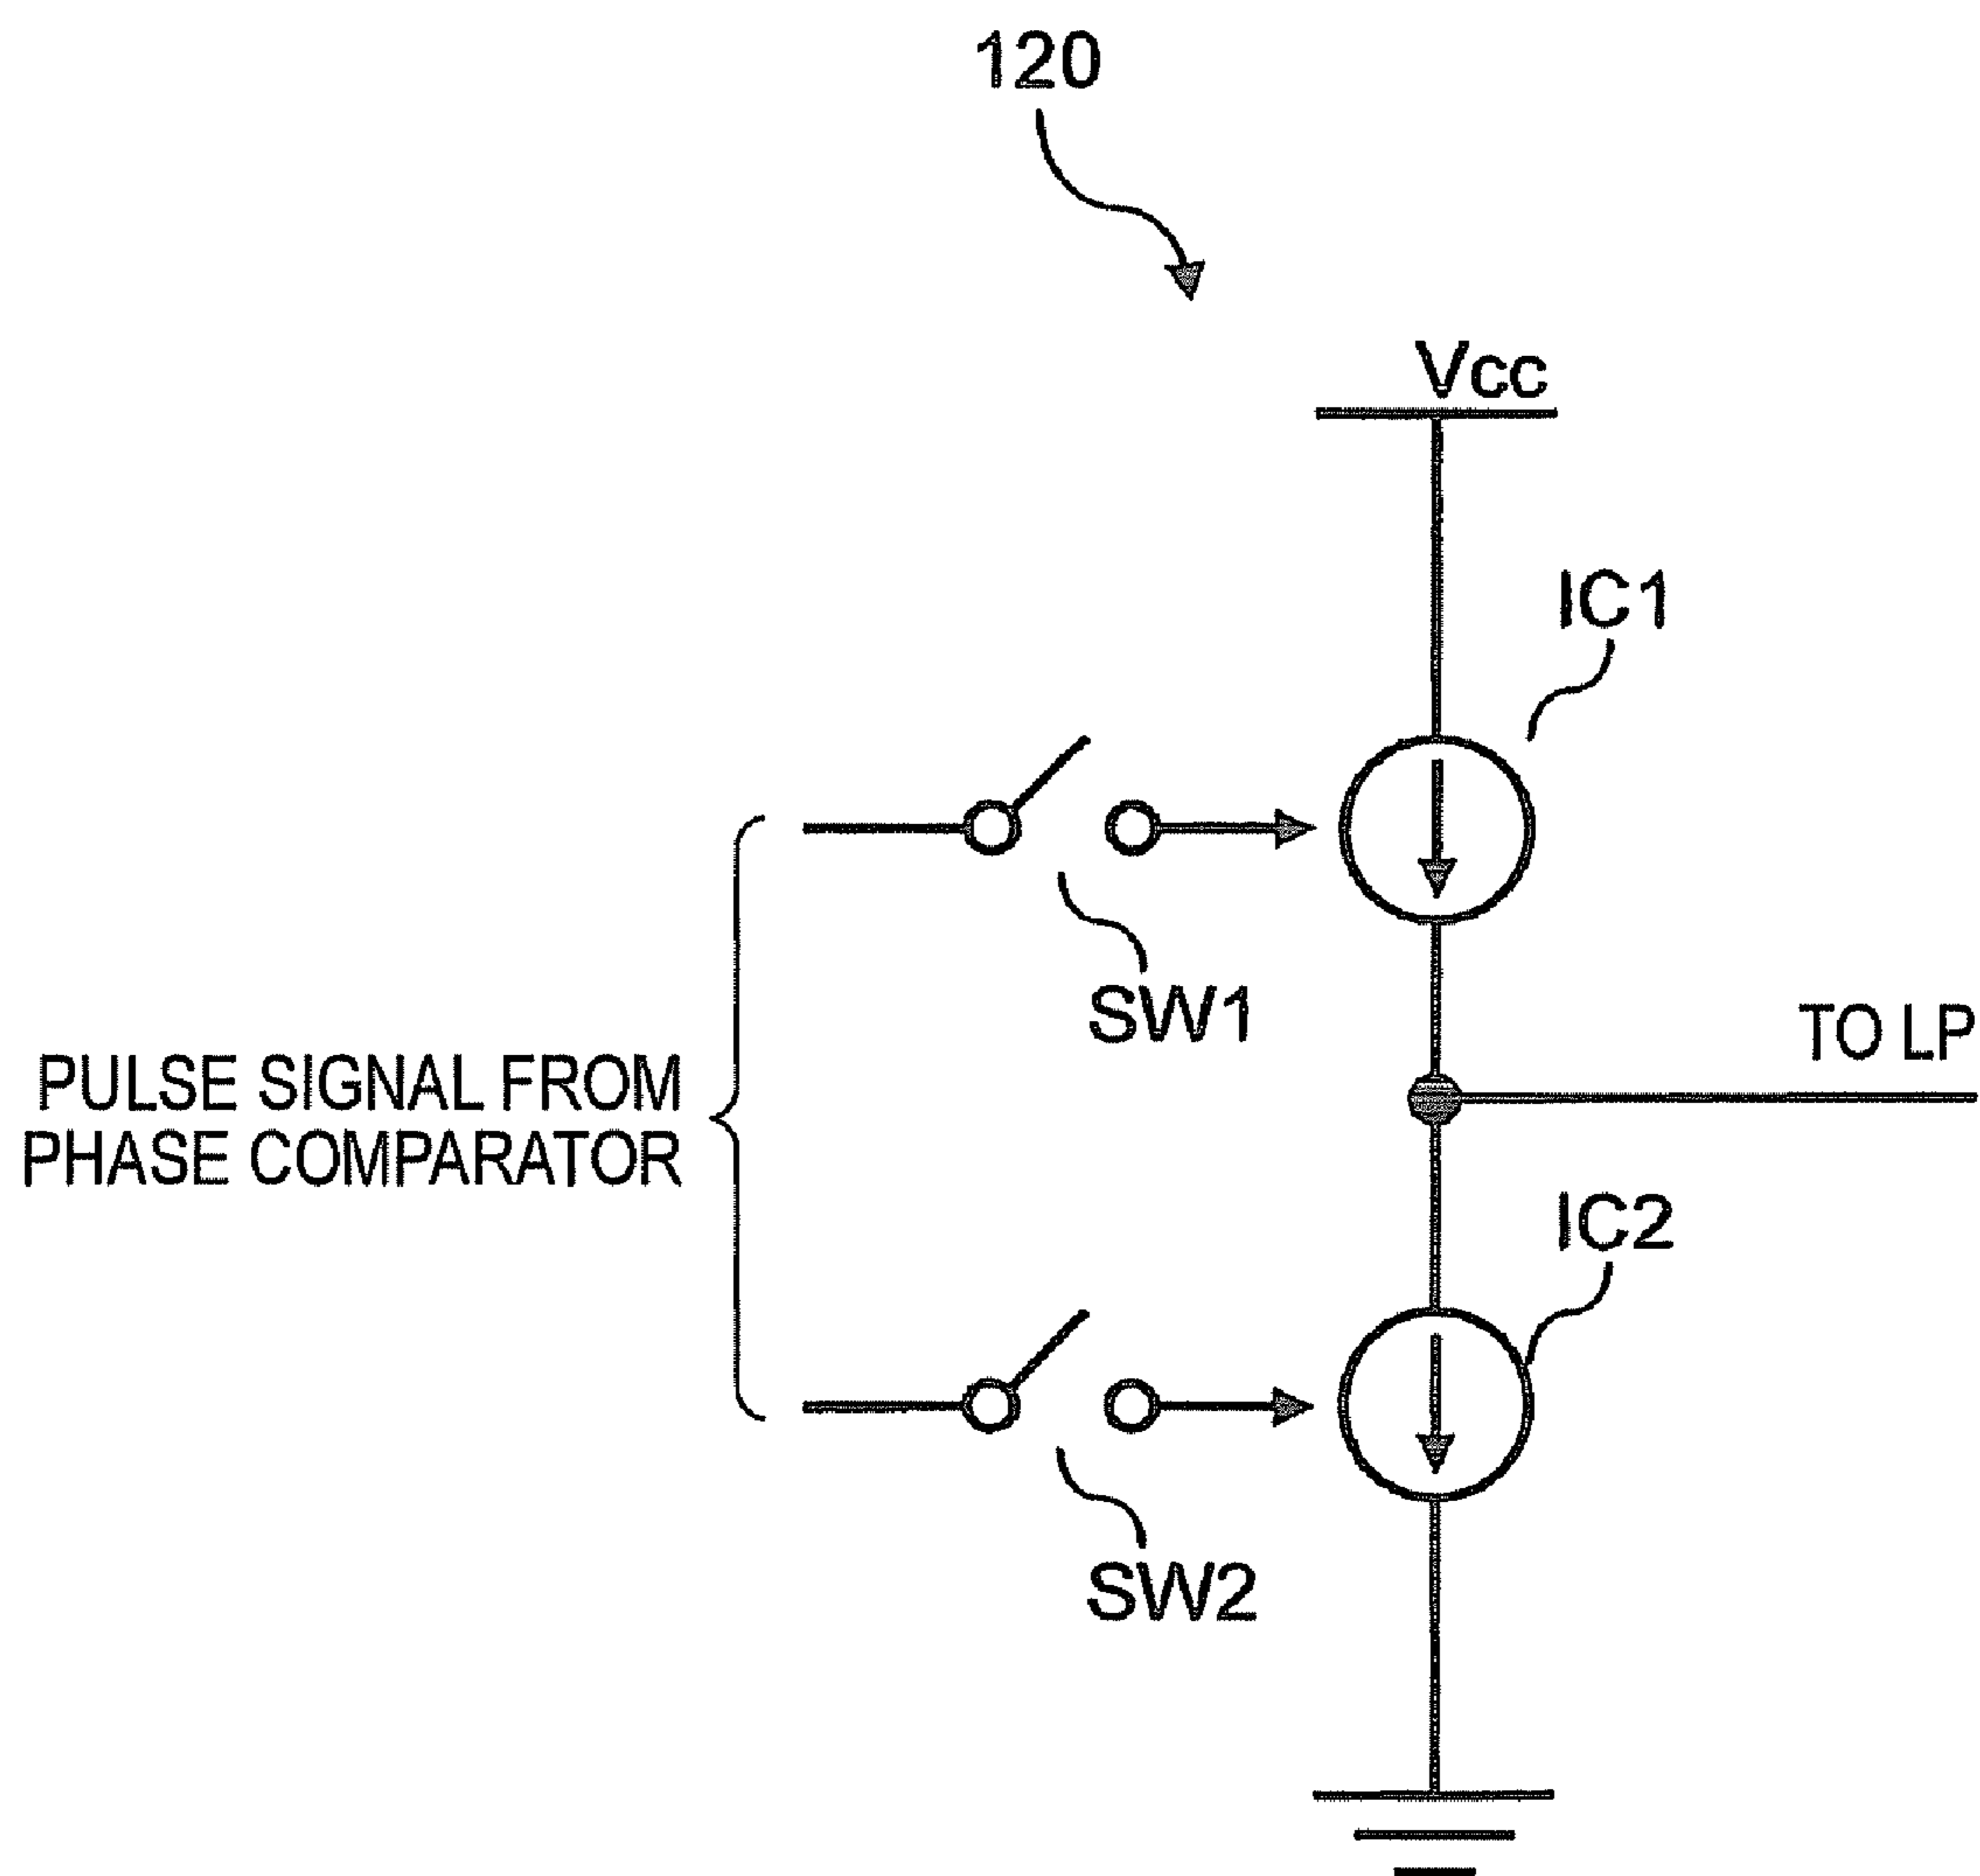 120
Vcc
IC1
SW1
TO LP
PULSE SIGNAL FROM
PHASE COMPARATOR
IC2
SW2